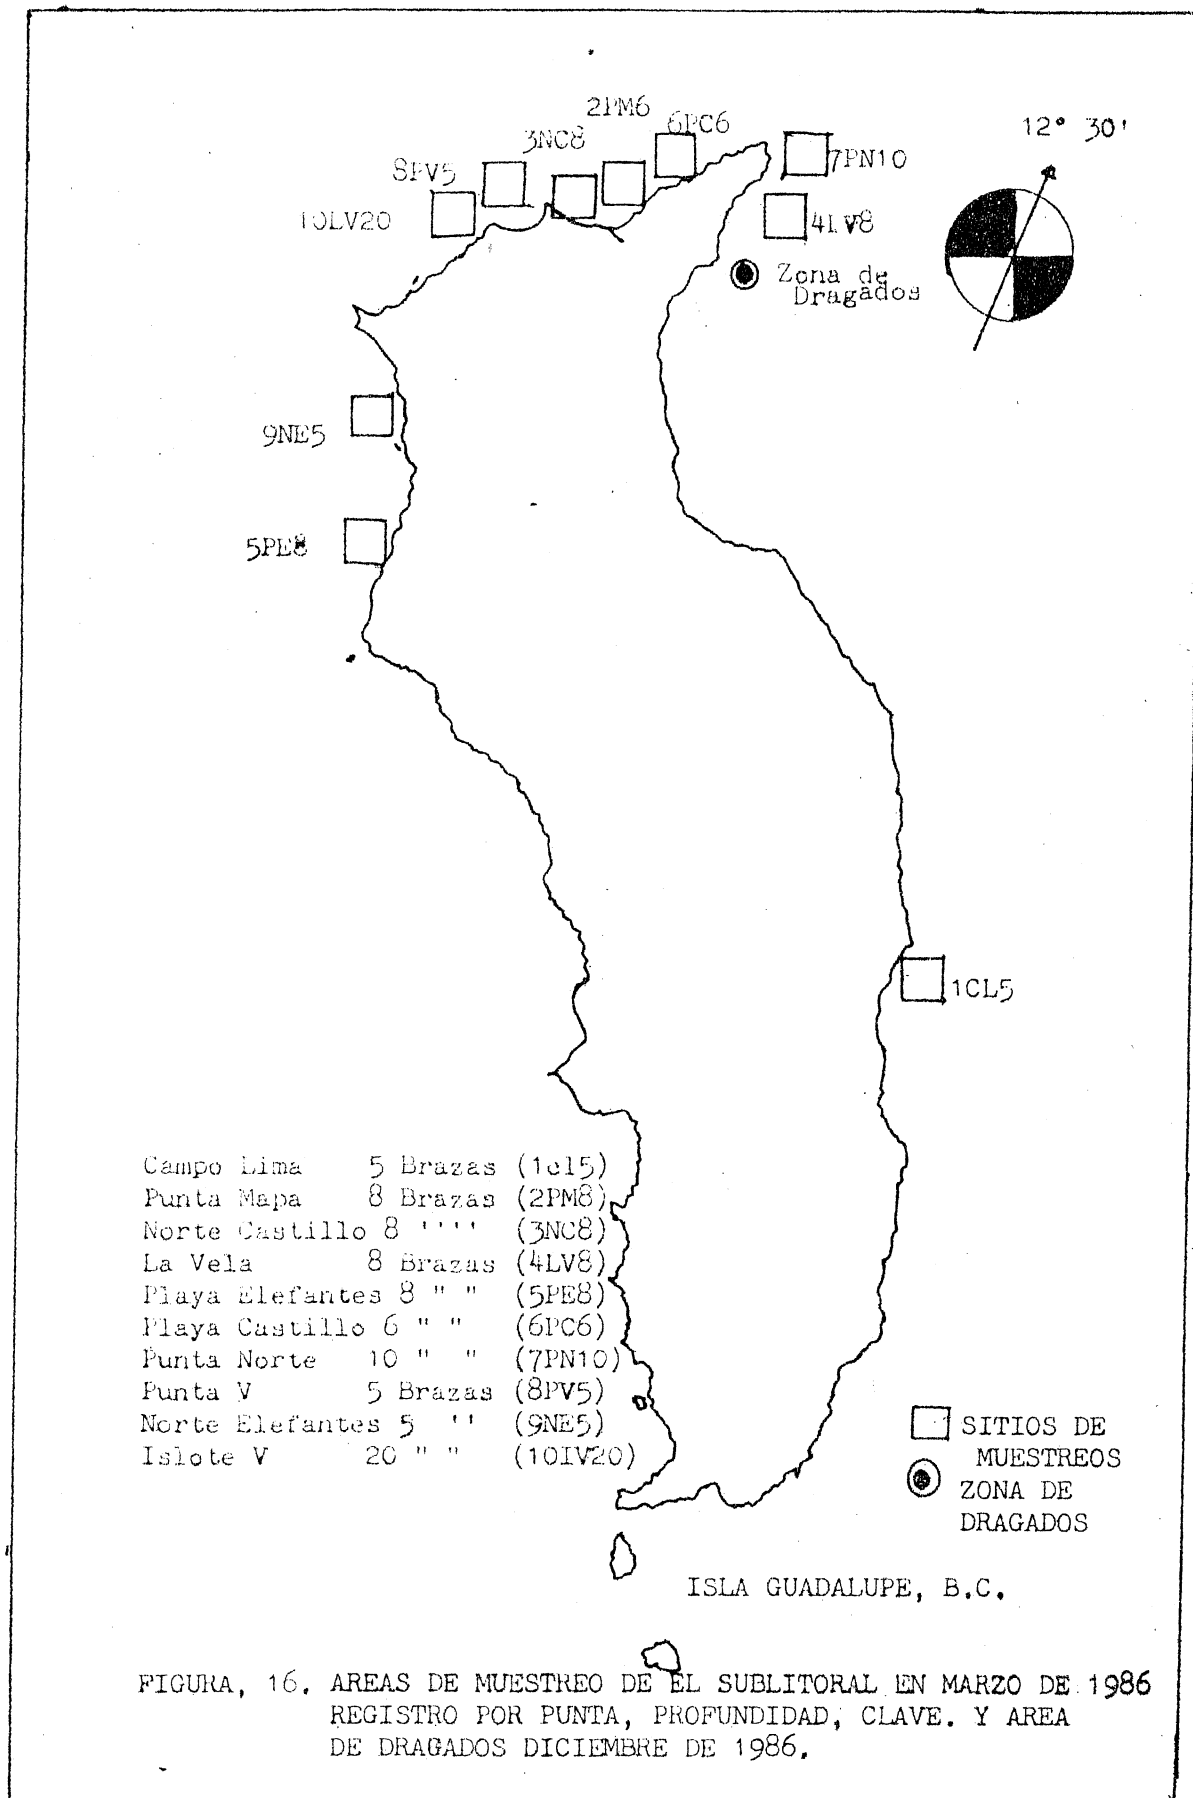 2PM6
6PC6
12° 30'
3NC8
7PN10
8PV5
10LV20
4LV8
Zona de
Dragados
9NE5
5PE8
1CL5
Campo Lima 5 Brazas (1cl5)
Punta Mapa 8 Brazas (2PM8)
Norte Castillo 8 '''' (3NC8)
La Vela 8 Brazas (4LV8)
Playa Elefantes 8 " " (5PE8)
Playa Castillo 6 " " (6PC6)
Punta Norte 10 " " (7PN10)
Punta V 5 Brazas (8PV5)
Norte Elefantes 5 '' (9NE5)
Islote V 20 " " (10IV20)
SITIOS DE
MUESTREOS
ZONA DE
DRAGADOS
ISLA GUADALUPE, B.C.
FIGURA, 16. AREAS DE MUESTREO DE EL SUBLITORAL EN MARZO DE 1986
REGISTRO POR PUNTA, PROFUNDIDAD, CLAVE. Y AREA
DE DRAGADOS DICIEMBRE DE 1986.